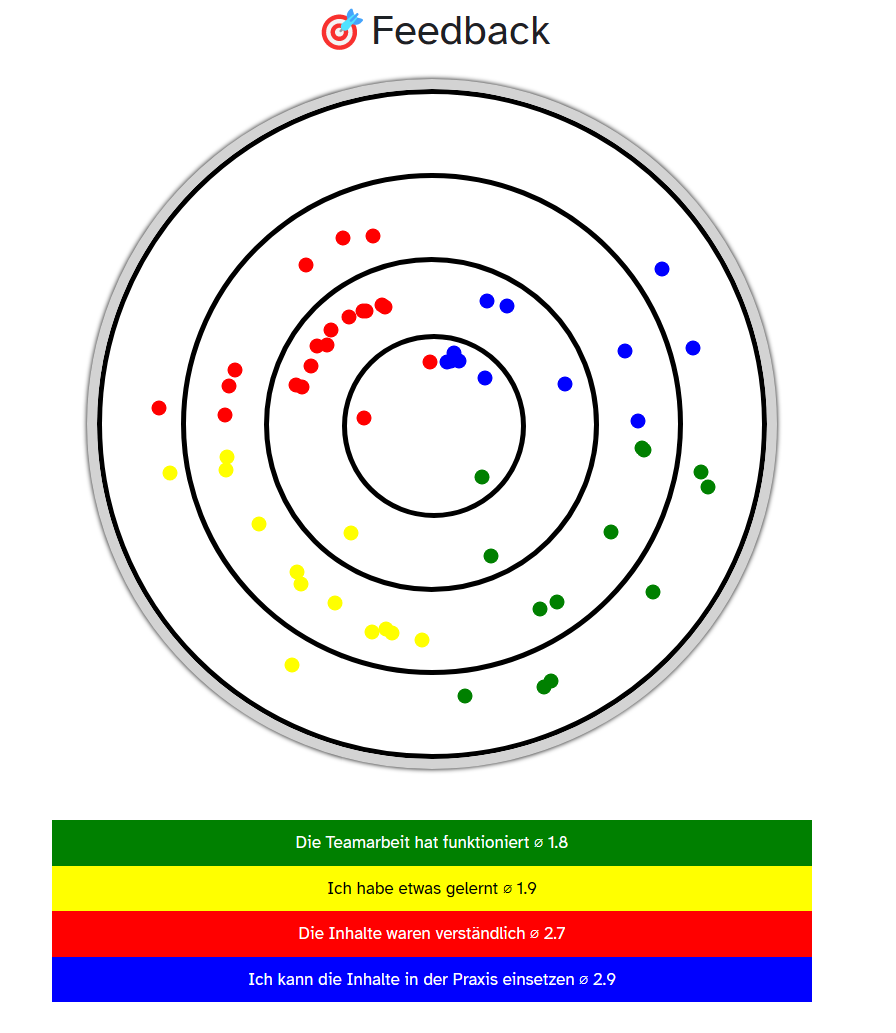 Feedback
Die Teamarbeit hat funktioniert ⌀ 1.8
Ich habe etwas gelernt ⌀ 1.9
Die Inhalte waren verständlich ⌀ 2.7
Ich kann die Inhalte in der Praxis einsetzen ⌀ 2.9